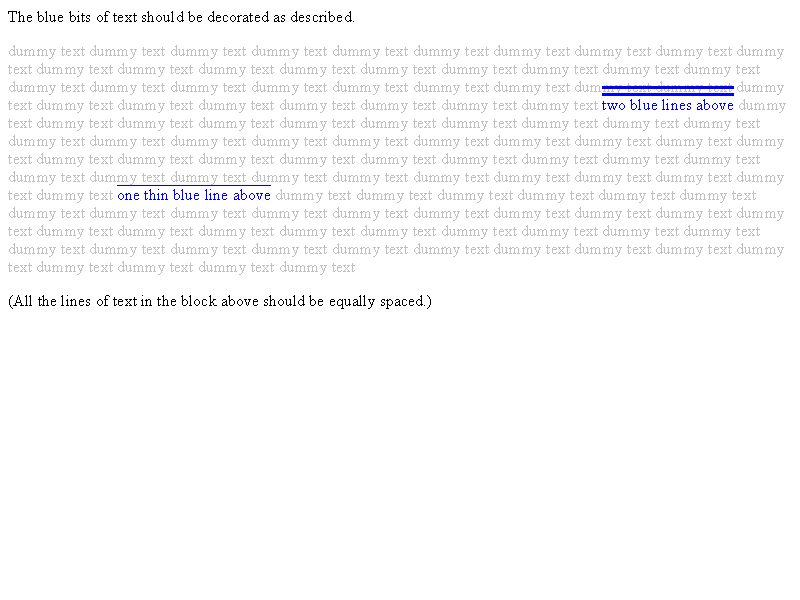 The blue bits of text should be decorated as described.
dummy text dummy text dummy text dummy text dummy text dummy text dummy text dummy text dummy text dummy
text dummy text dummy text dummy text dummy text dummy text dummy text dummy text dummy text dummy text
dummy text dummy text dummy text dummy text dummy text dummy text dummy text dummy text dummy text dummy
text dummy text dummy text dummy text dummy text dummy text dummy text dummy text two blue lines above dummy
text dummy text dummy text dummy text dummy text dummy text dummy text dummy text dummy text dummy text
dummy text dummy text dummy text dummy text dummy text dummy text dummy text dummy text dummy text dummy
text dummy text dummy text dummy text dummy text dummy text dummy text dummy text dummy text dummy text
dummy text dummy text dummy text dummy text dummy text dummy text dummy text dummy text dummy text dummy
text dummy text one thin blue line above dummy text dummy text dummy text dummy text dummy text dummy text
dummy text dummy text dummy text dummy text dummy text dummy text dummy text dummy text dummy text dummy
text dummy text dummy text dummy text dummy text dummy text dummy text dummy text dummy text dummy text
dummy text dummy text dummy text dummy text dummy text dummy text dummy text dummy text dummy text dummy
text dummy text dummy text dummy text dummy text
(All the lines of text in the block above should be equally spaced.)